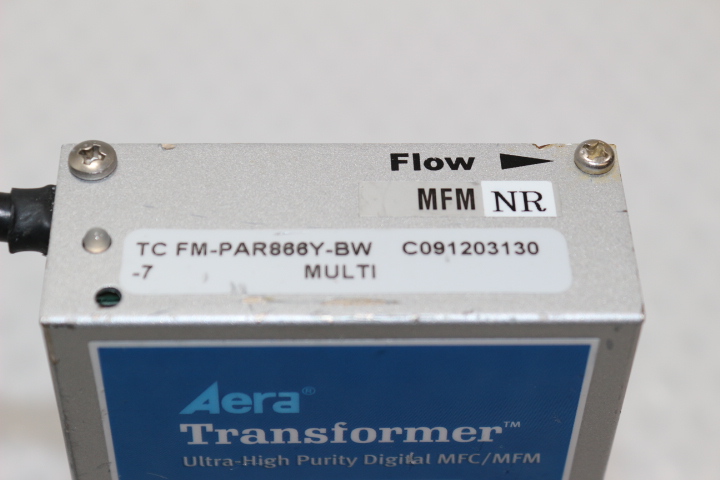 Flow
MFM NR
TC FM-PAR866Y-BW C091203130
-7 MULTI
Aera®
Transformer™
Ultra-High Purity Digital MFC/MFM